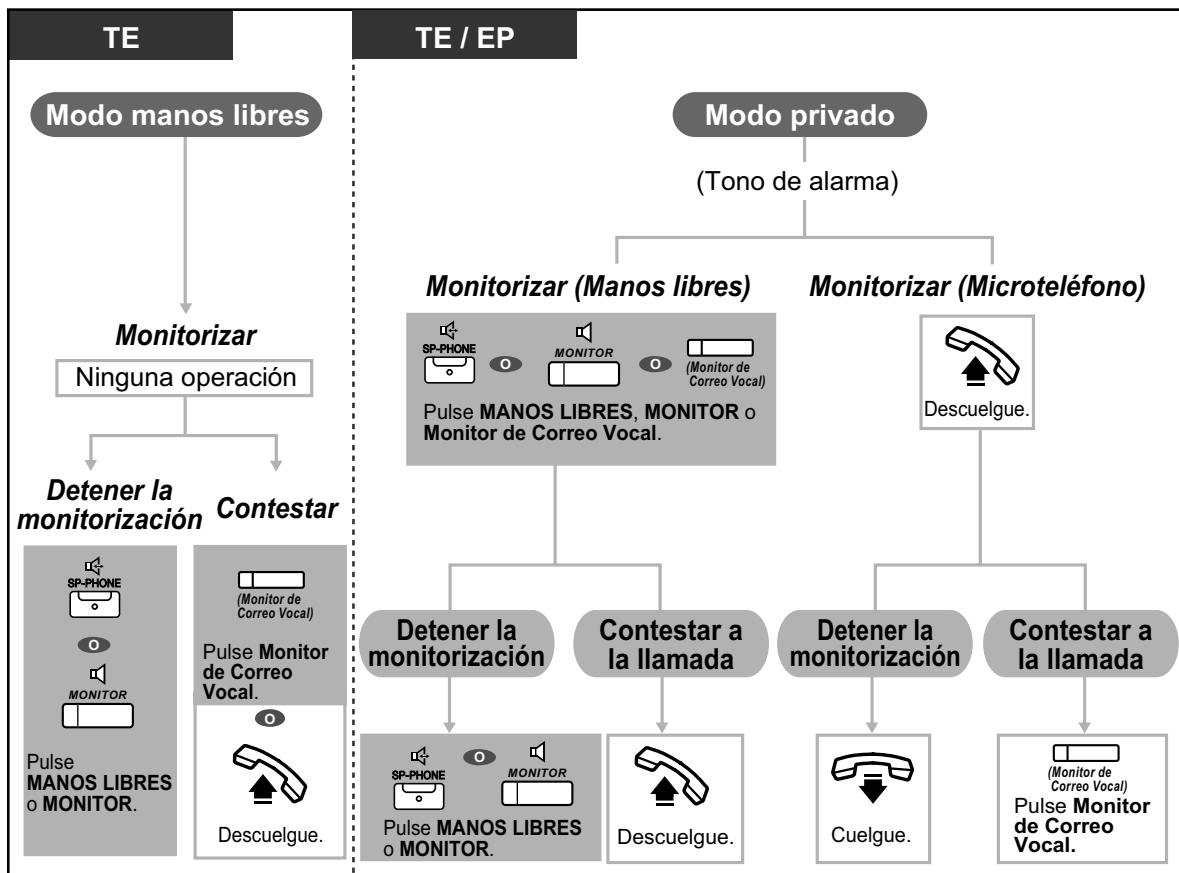 TE
Modo manos libres
Monitorizar
Ninguna operación
Detener la
monitorización
Contestar
SP-PHONE
O
MONITOR
Pulse
MANOS LIBRES
o MONITOR.
(Monitor de
Correo Vocal)
Pulse Monitor
de Correo
Vocal.
O
Descuelgue.
TE / EP
Modo privado
(Tono de alarma)
Monitorizar (Manos libres)
SP-PHONE
O
MONITOR
O
(Monitor de
Correo Vocal)
Pulse MANOS LIBRES, MONITOR o
Monitor de Correo Vocal.
Monitorizar (Microteléfono)
Descuelgue.
Detener la
monitorización
SP-PHONE
O
MONITOR
Pulse MANOS LIBRES
o MONITOR.
Contestar a
la llamada
Descuelgue.
Detener la
monitorización
Cuelgue.
Contestar a
la llamada
(Monitor de
Correo Vocal)
Pulse Monitor
de Correo
Vocal.